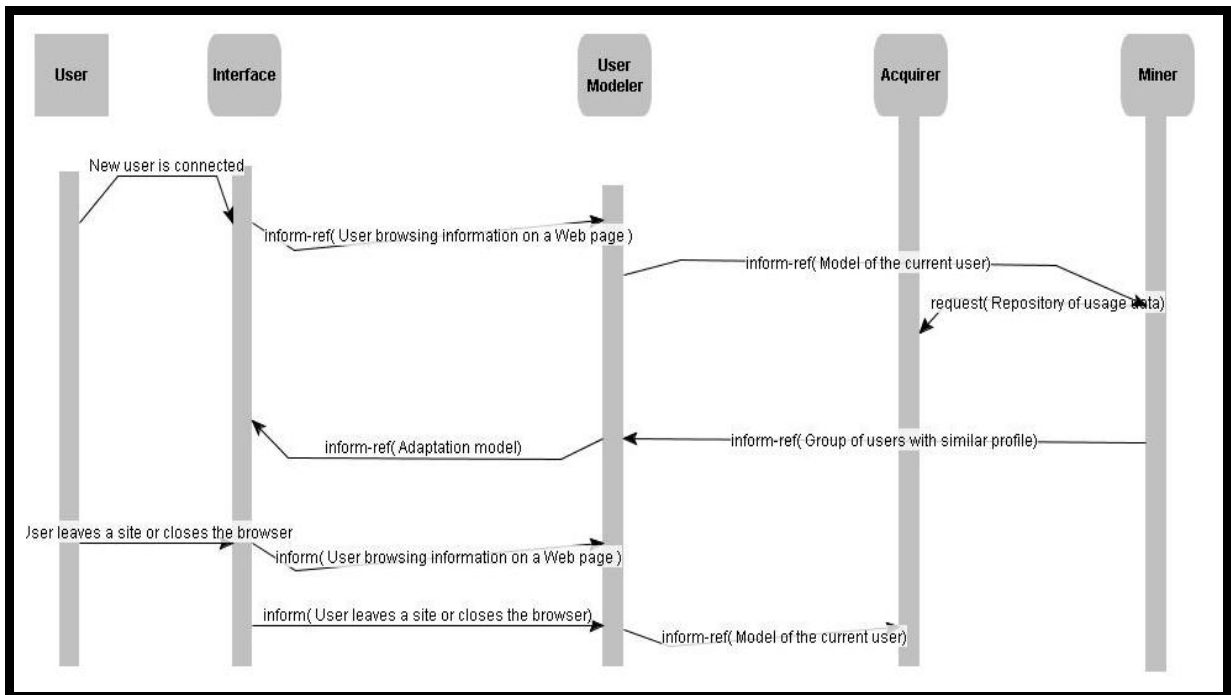 User
Interface
User
Modeler
Acquirer
Miner
New user is connected
inform-ref( User browsing information on a Web page )
inform-ref( Model of the current user)
request( Repository of usage data)
inform-ref( Adaptation model)
inform-ref( Group of users with similar profile)
User leaves a site or closes the browser
inform( User browsing information on a Web page )
inform( User leaves a site or closes the browser)
inform-ref( Model of the current user)